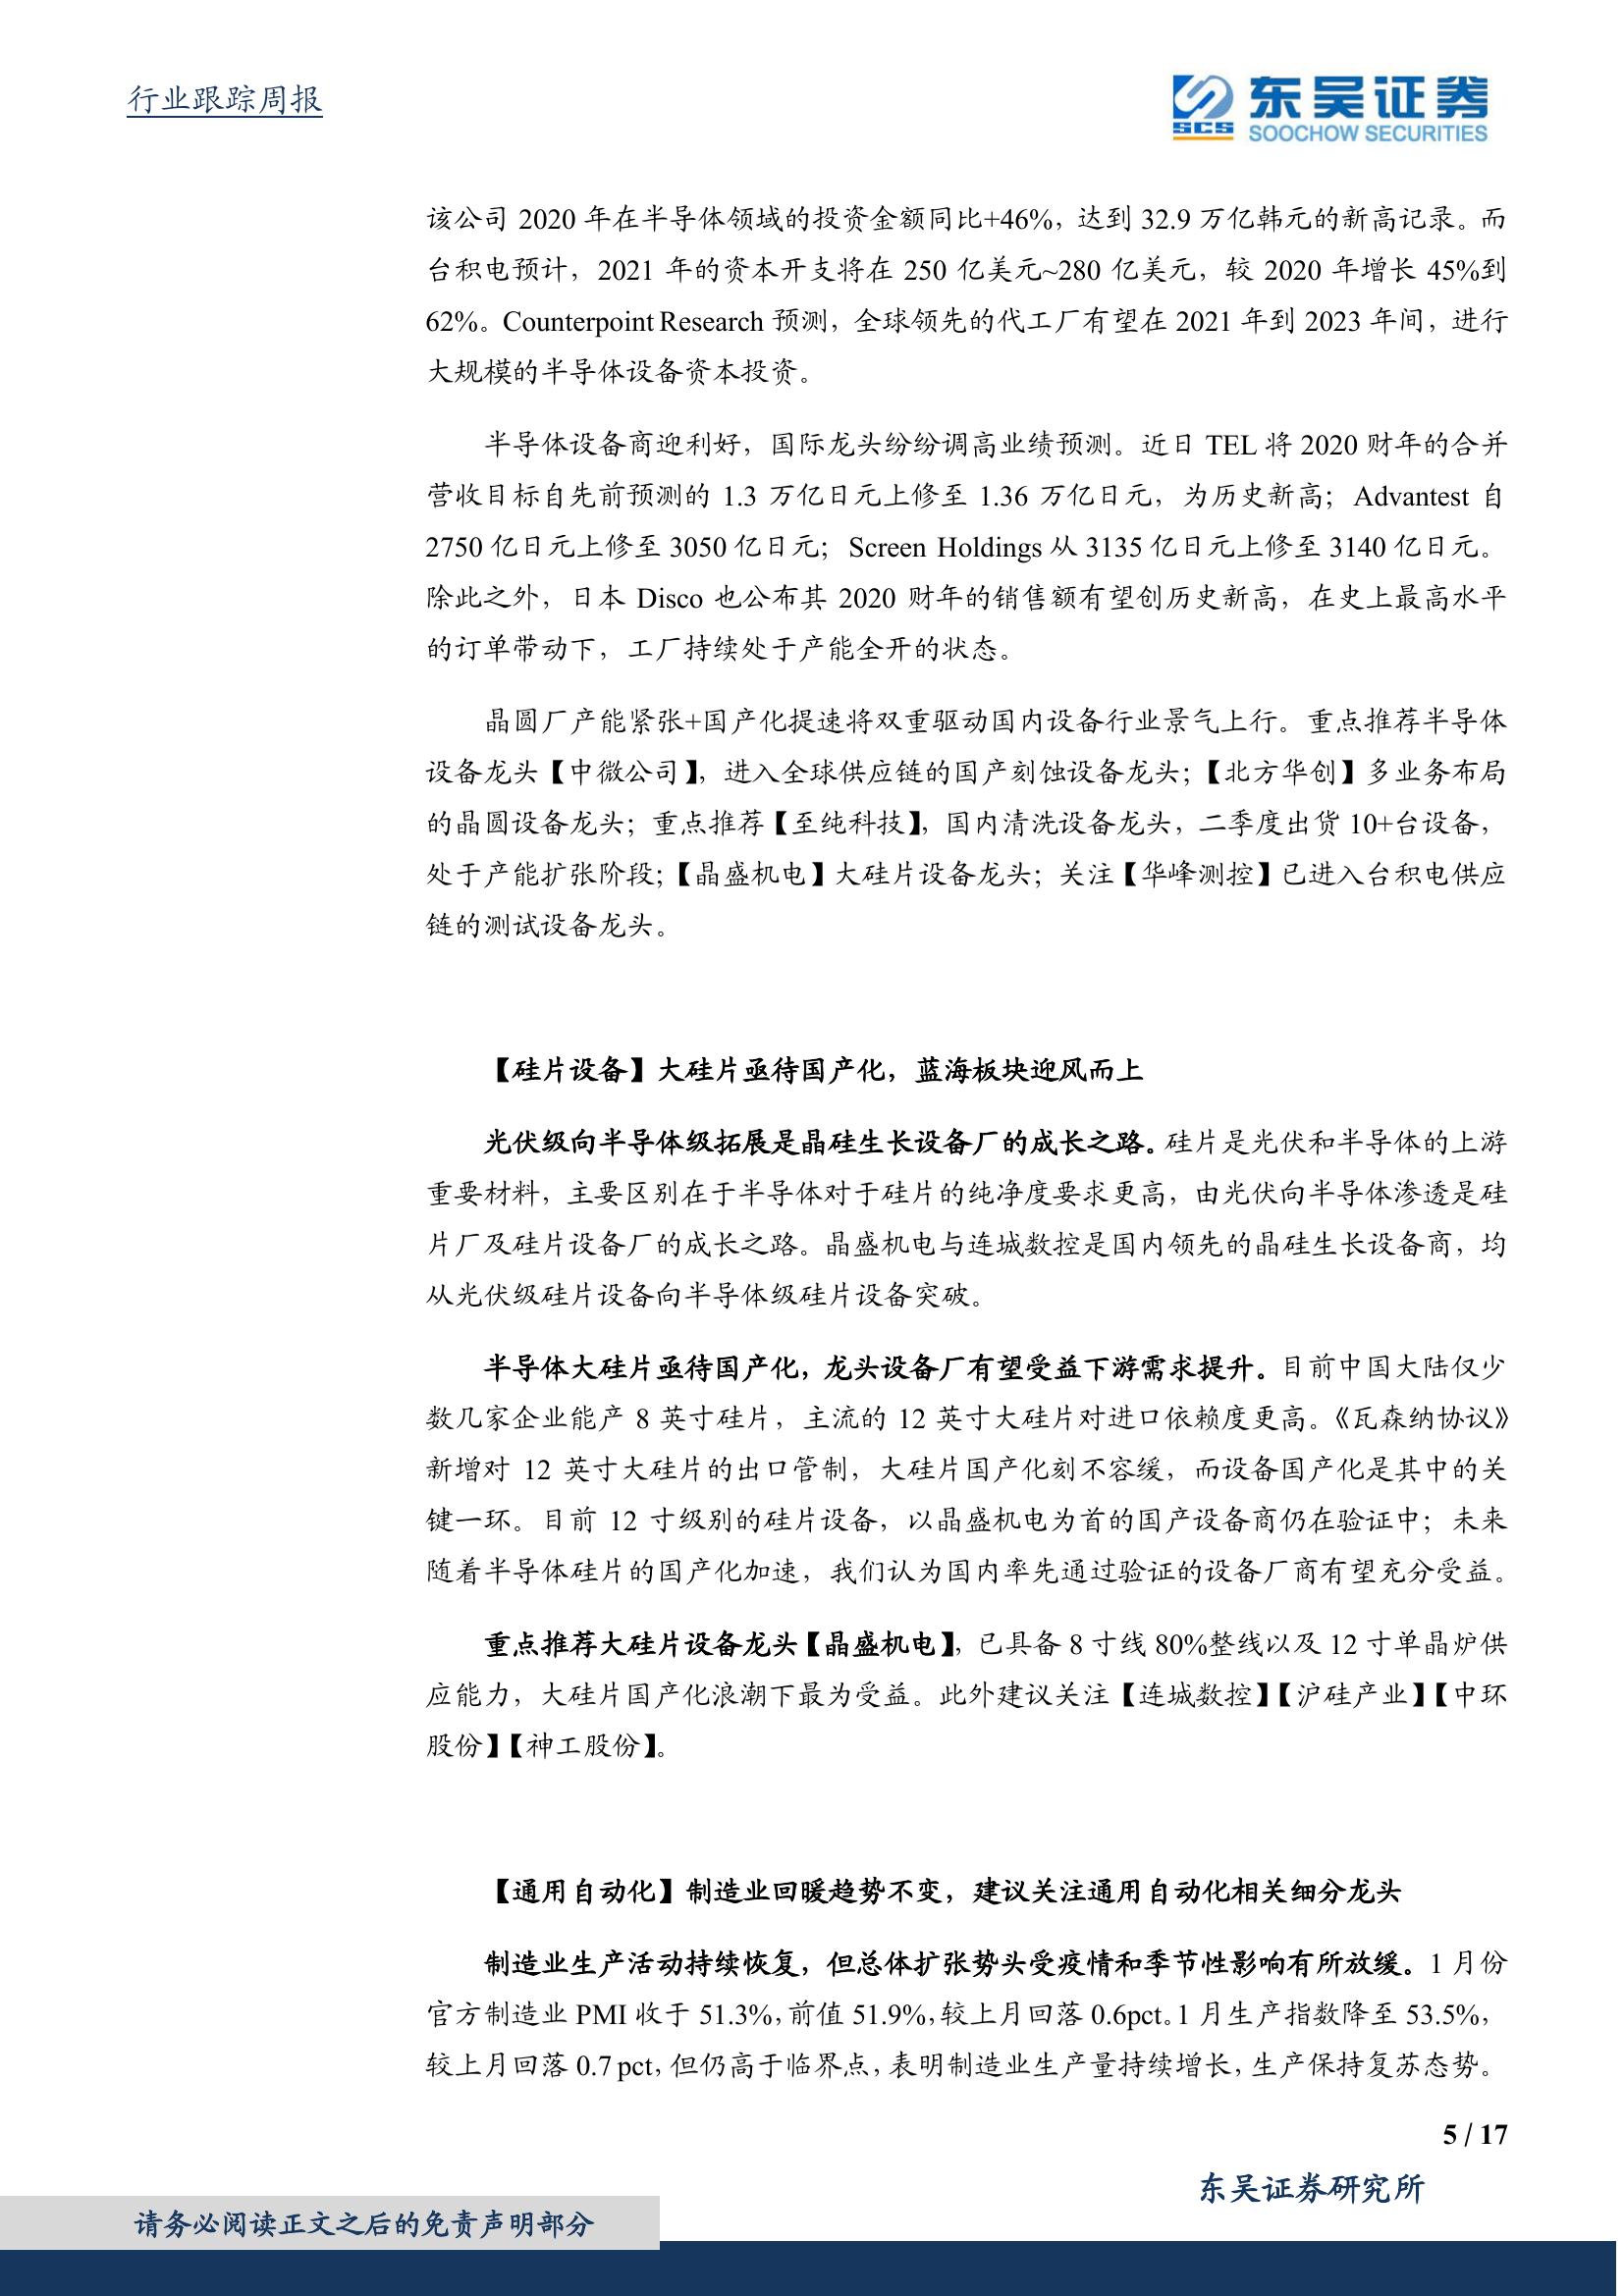 行业跟踪周报
东吴证券
SCS
SOOCHOW SECURITIES
该公司 2020 年在半导体领域的投资金额同比+46%，达到 32.9 万亿韩元的新高记录。而
台积电预计，2021 年的资本开支将在 250 亿美元~280 亿美元，较 2020 年增长 45%到
62%。Counterpoint Research 预测，全球领先的代工厂有望在 2021 年到 2023 年间，进行
大规模的半导体设备资本投资。
半导体设备商迎利好，国际龙头纷纷调高业绩预测。近日 TEL 将 2020 财年的合并
营收目标自先前预测的 1.3 万亿日元上修至 1.36 万亿日元，为历史新高；Advantest 自
2750 亿日元上修至 3050 亿日元；Screen Holdings 从 3135 亿日元上修至 3140 亿日元。
除此之外，日本 Disco 也公布其 2020 财年的销售额有望创历史新高，在史上最高水平
的订单带动下，工厂持续处于产能全开的状态。
晶圆厂产能紧张+国产化提速将双重驱动国内设备行业景气上行。重点推荐半导体
设备龙头【中微公司】，进入全球供应链的国产刻蚀设备龙头；【北方华创】多业务布局
的晶圆设备龙头；重点推荐【至纯科技】，国内清洗设备龙头，二季度出货 10+台设备，
处于产能扩张阶段；【晶盛机电】大硅片设备龙头；关注【华峰测控】已进入台积电供应
链的测试设备龙头。
【硅片设备】大硅片亟待国产化，蓝海板块迎风而上
光伏级向半导体级拓展是晶硅生长设备厂的成长之路。硅片是光伏和半导体的上游
重要材料，主要区别在于半导体对于硅片的纯净度要求更高，由光伏向半导体渗透是硅
片厂及硅片设备厂的成长之路。晶盛机电与连城数控是国内领先的晶硅生长设备商，均
从光伏级硅片设备向半导体级硅片设备突破。
半导体大硅片亟待国产化，龙头设备厂有望受益下游需求提升。目前中国大陆仅少
数几家企业能产 8 英寸硅片，主流的 12 英寸大硅片对进口依赖度更高。《瓦森纳协议》
新增对 12 英寸大硅片的出口管制，大硅片国产化刻不容缓，而设备国产化是其中的关
键一环。目前 12 寸级别的硅片设备，以晶盛机电为首的国产设备商仍在验证中；未来
随着半导体硅片的国产化加速，我们认为国内率先通过验证的设备厂商有望充分受益。
重点推荐大硅片设备龙头【晶盛机电】，已具备 8 寸线 80%整线以及 12 寸单晶炉供
应能力，大硅片国产化浪潮下最为受益。此外建议关注【连城数控】【沪硅产业】【中环
股份】【神工股份】。
【通用自动化】制造业回暖趋势不变，建议关注通用自动化相关细分龙头
制造业生产活动持续恢复，但总体扩张势头受疫情和季节性影响有所放缓。1 月份
官方制造业 PMI 收于 51.3%，前值 51.9%，较上月回落 0.6pct。1 月生产指数降至 53.5%，
较上月回落 0.7 pct，但仍高于临界点，表明制造业生产量持续增长，生产保持复苏态势。
5 / 17
东吴证券研究所
请务必阅读正文之后的免责声明部分